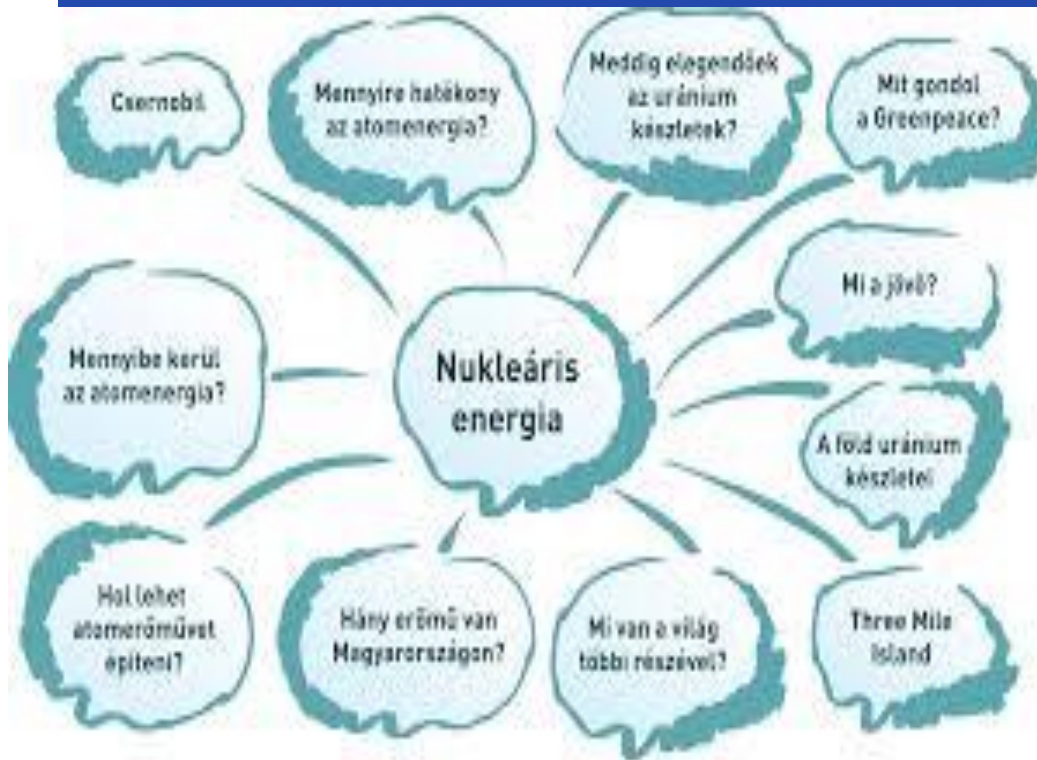 Csernobil
Mennyire hatékony
az atomenergia?
Meddig elegendőek
az uránium
készletek?
Mit gondol
a Greenpeace?
Mi a jövő?
Mennyibe kerül
az atomenergia?
Nukleáris
energia
A föld uránium
készletei
Hol lehet
atomerőművet
építeni?
Hány erőmű van
Magyarországon?
Mi van a világ
többi részével?
Three Mile
Island